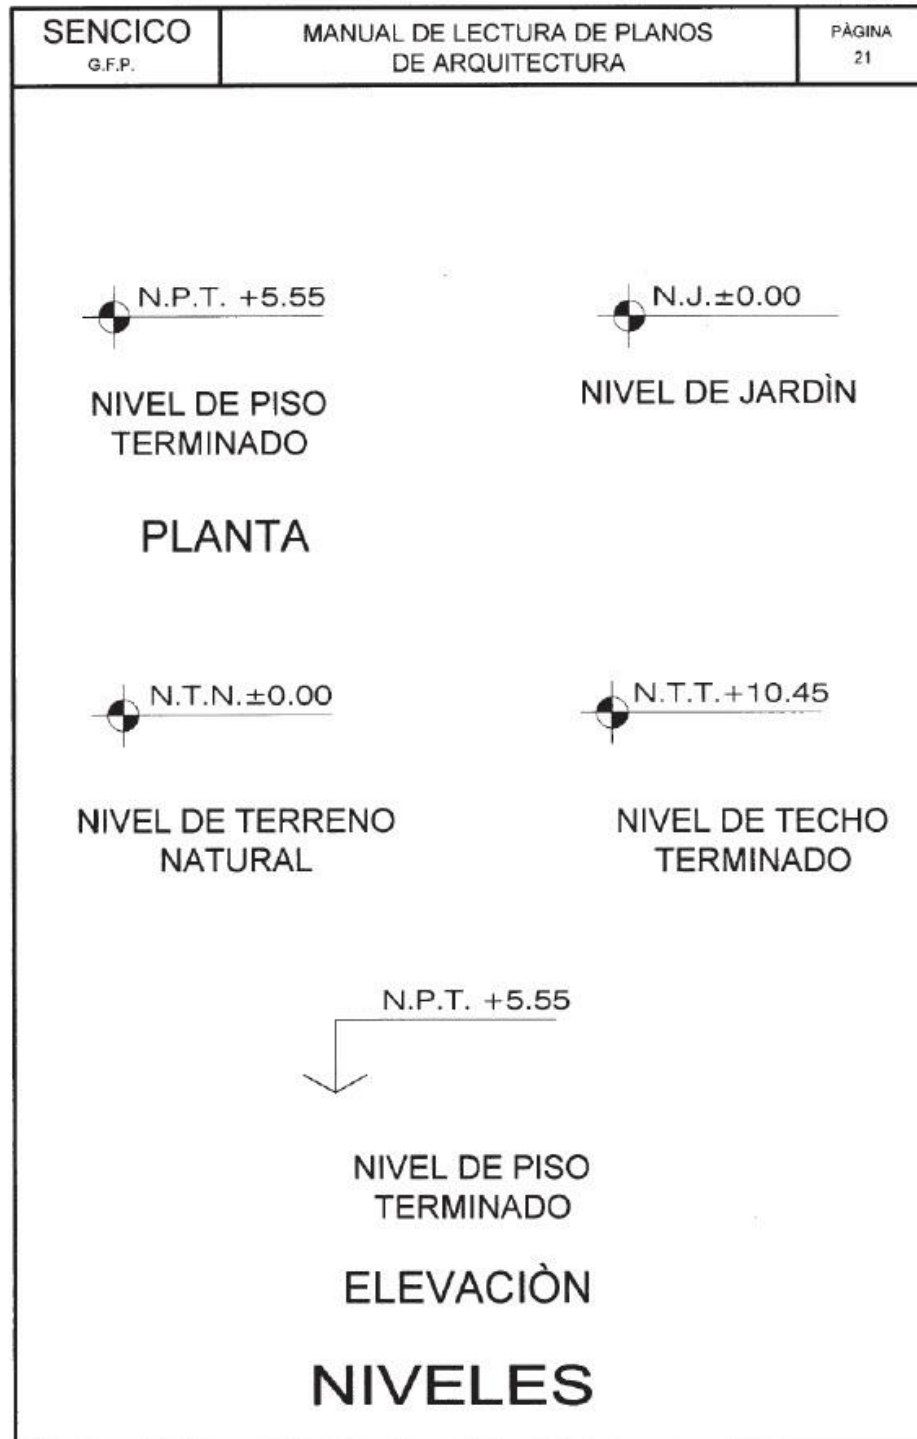 SENCICO
G.F.P.
MANUAL DE LECTURA DE PLANOS
DE ARQUITECTURA
PÀGINA
21
N.P.T. +5.55
NIVEL DE PISO
TERMINADO
PLANTA
N.J.±0.00
NIVEL DE JARDÌN
N.T.N.±0.00
NIVEL DE TERRENO
NATURAL
N.T.T.+10.45
NIVEL DE TECHO
TERMINADO
N.P.T. +5.55
NIVEL DE PISO
TERMINADO
ELEVACIÒN
NIVELES